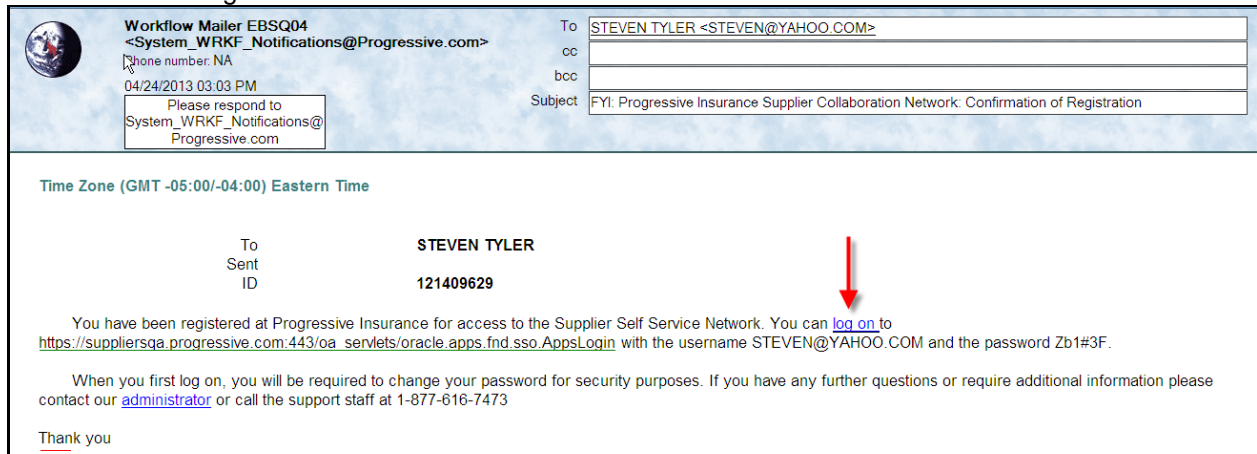 Workflow Mailer EBSQ04
<System_WRKF_Notifications@Progressive.com>
Phone number: NA
04/24/2013 03:03 PM
Please respond to
System_WRKF_Notifications@
Progressive.com
To STEVEN TYLER <STEVEN@YAHOO.COM>
cc
bcc
Subject FYI: Progressive Insurance Supplier Collaboration Network: Confirmation of Registration
Time Zone (GMT -05:00/-04:00) Eastern Time
To STEVEN TYLER
Sent
ID 121409629
You have been registered at Progressive Insurance for access to the Supplier Self Service Network. You can log on to
https://suppliersqa.progressive.com:443/oa_servlets/oracle.apps.fnd.sso.AppsLogin with the username STEVEN@YAHOO.COM and the password Zb1#3F.
When you first log on, you will be required to change your password for security purposes. If you have any further questions or require additional information please
contact our administrator or call the support staff at 1-877-616-7473
Thank you